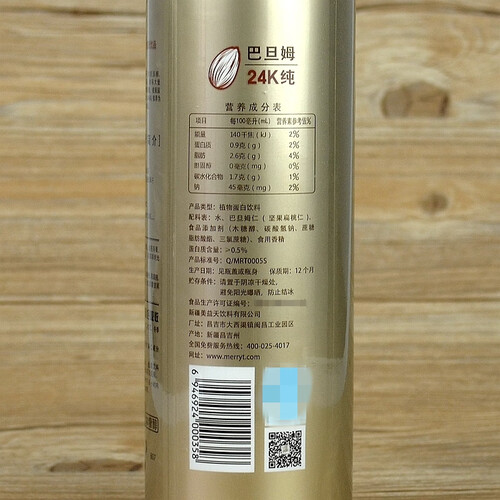 巴旦姆
24K纯
营养成分表
项目 每100毫升(mL) 营养素参考值%
能量 140千焦(kJ) 2%
蛋白质 0.9克(g) 2%
脂肪 2.6克(g) 4%
胆固醇 0毫克(mg) 0%
碳水化合物 1.7克(g) 1%
钠 45毫克(mg) 2%
产品类型：植物蛋白饮料
配料表：水、巴旦姆仁（坚果扁桃仁）、
食品添加剂（木糖醇、碳酸氢钠、蔗糖
脂肪酸酯、三氯蔗糖）、食用香精
蛋白质含量：≥0.5%
产品标准号：Q/MRT0005S
生产日期：见瓶盖或瓶身 保质期：12个月
贮存条件：请置于阴凉干燥处，
避免阳光曝晒，防止结冰
食品生产许可证编号：
新疆美益天饮料有限公司
厂址：昌吉市大西渠镇闽昌工业园区
产地：新疆昌吉州
全国免费服务热线：400-025-4017
网址：www.merryt.com
6 946924 000358